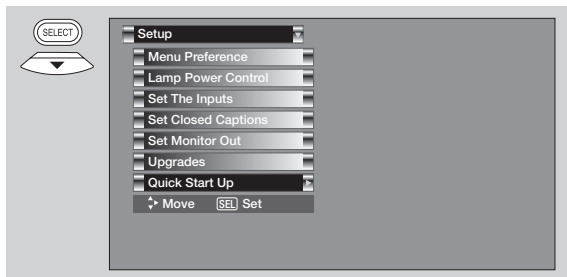 SELECT
Setup
Menu Preference
Lamp Power Control
Set The Inputs
Set Closed Captions
Set Monitor Out
Upgrades
Quick Start Up
Move SEL Set